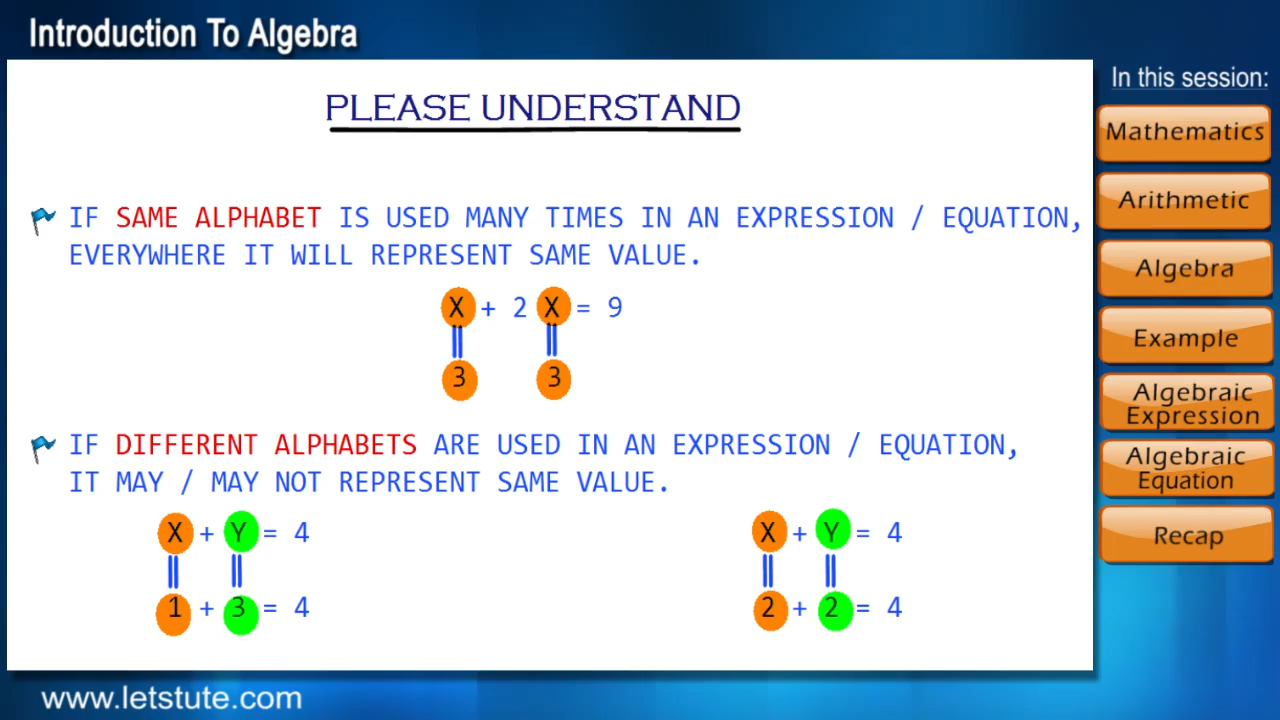 Introduction To Algebra
PLEASE UNDERSTAND
IF SAME ALPHABET IS USED MANY TIMES IN AN EXPRESSION / EQUATION,
EVERYWHERE IT WILL REPRESENT SAME VALUE.
X + 2 X = 9
3 3
IF DIFFERENT ALPHABETS ARE USED IN AN EXPRESSION / EQUATION,
IT MAY / MAY NOT REPRESENT SAME VALUE.
X + Y = 4
1 + 3 = 4
X + Y = 4
2 + 2 = 4
In this session:
Mathematics
Arithmetic
Algebra
Example
Algebraic
Expression
Algebraic
Equation
Recap
www.letstute.com